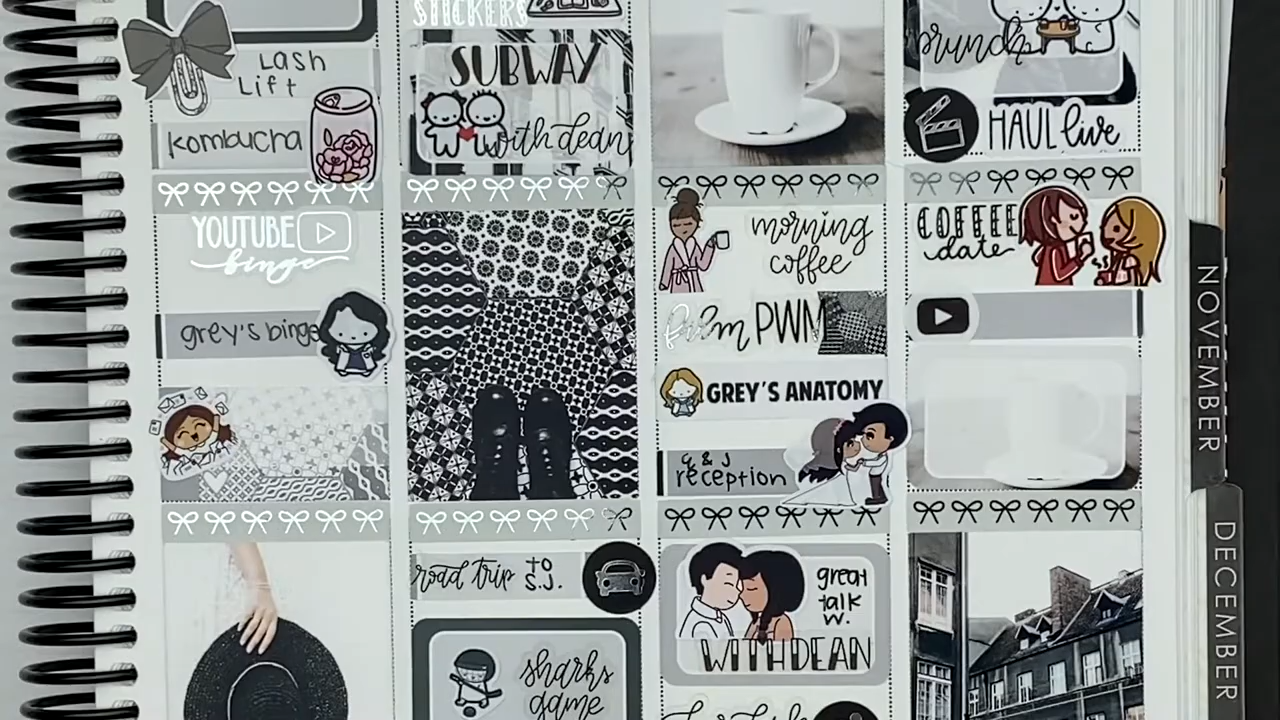 Lash
Lift
kombucha
YOUTUBE
binge
grey's binge
STICKERS
SUBWAY
with dean
road trip to
S.J.
sharks
game
morning
coffee
film PWM
GREY'S ANATOMY
G & J
reception
great
talk
w.
WITH DEAN
brunch
HAUL live
COFFEE
date
NOVEMBER
DECEMBER